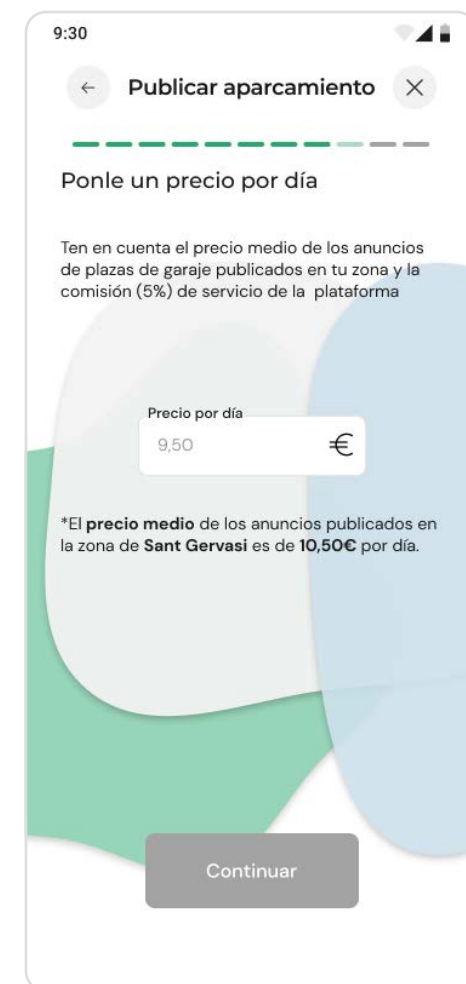 9:30
Publicar aparcamiento
Ponle un precio por día
Ten en cuenta el precio medio de los anuncios
de plazas de garaje publicados en tu zona y la
comisión (5%) de servicio de la plataforma
Precio por día
9,50 €
*El precio medio de los anuncios publicados en
la zona de Sant Gervasi es de 10,50€ por día.
Continuar